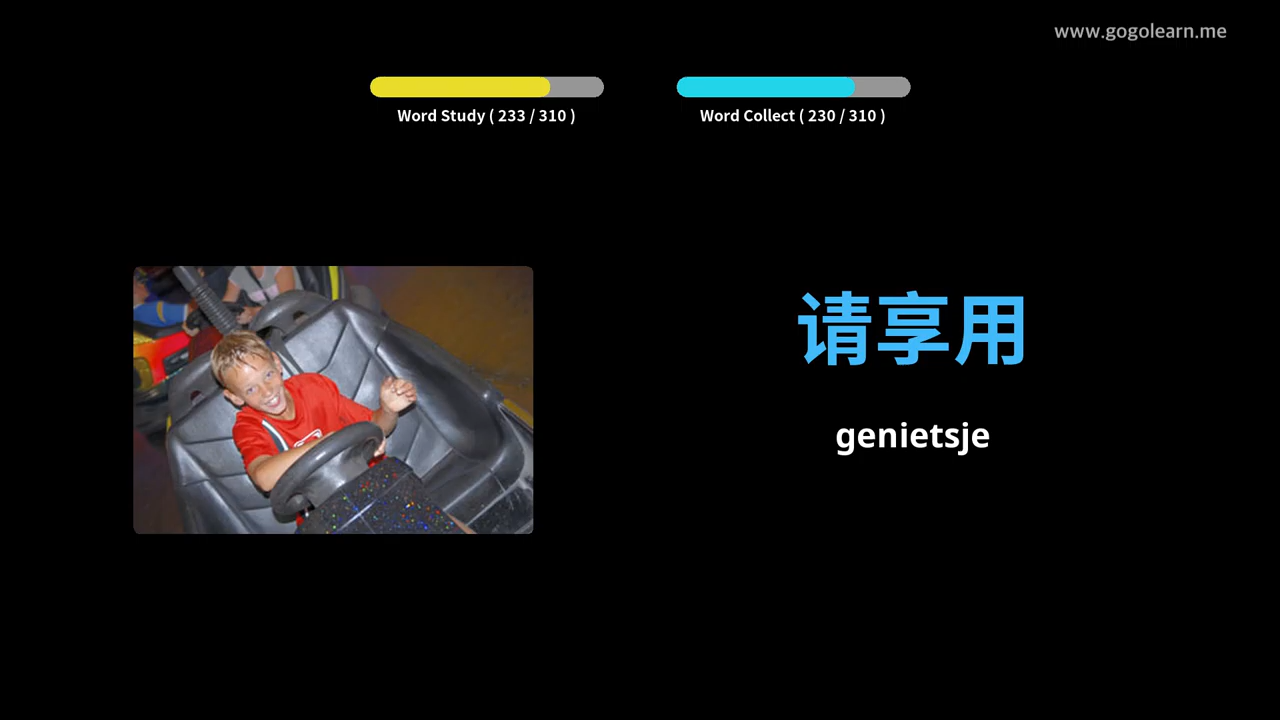 www.gogolearn.me
Word Study ( 233 / 310 )
Word Collect ( 230 / 310 )
请享用
genietsje